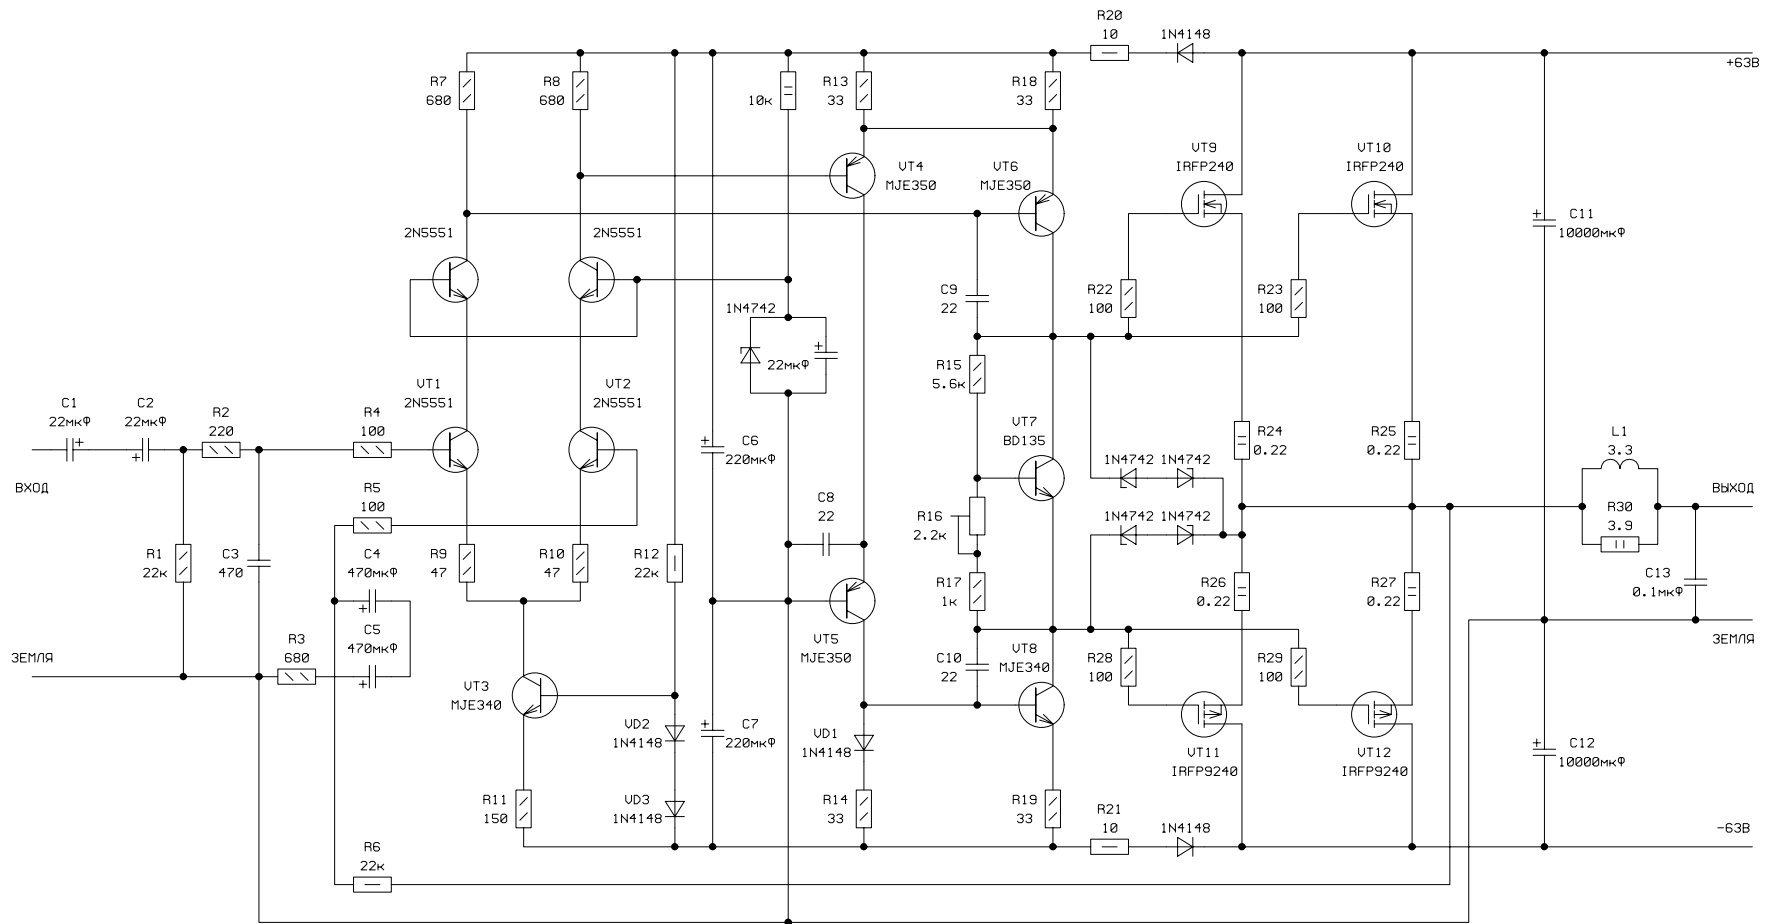 R20
10
1N4148
+63В
R7
680
R8
680
10к
R13
33
R18
33
VT4
MJE350
VT6
MJE350
VT9
IRFP240
VT10
IRFP240
2N5551
2N5551
C11
10000мкФ
C9
22
R22
100
R23
100
1N4742
22мкФ
R15
5.6к
C1
22мкФ
C2
22мкФ
R2
220
R4
100
VT1
2N5551
VT2
2N5551
C6
220мкФ
VT7
BD135
1N4742
1N4742
R24
0.22
R25
0.22
L1
3.3
ВХОД
R5
100
C8
22
R16
2.2к
1N4742
1N4742
R30
3.9
ВЫХОД
R1
22к
C3
470
C4
470мкФ
R9
47
R10
47
R12
22к
R17
1к
R26
0.22
R27
0.22
C13
0.1мкФ
ЗЕМЛЯ
R3
680
C5
470мкФ
VT5
MJE350
C10
22
VT8
MJE340
R28
100
R29
100
ЗЕМЛЯ
VT3
MJE340
VD2
1N4148
C7
220мкФ
VD1
1N4148
VT11
IRFP9240
VT12
IRFP9240
C12
10000мкФ
R11
150
VD3
1N4148
R14
33
R19
33
R21
10
1N4148
-63В
R6
22к